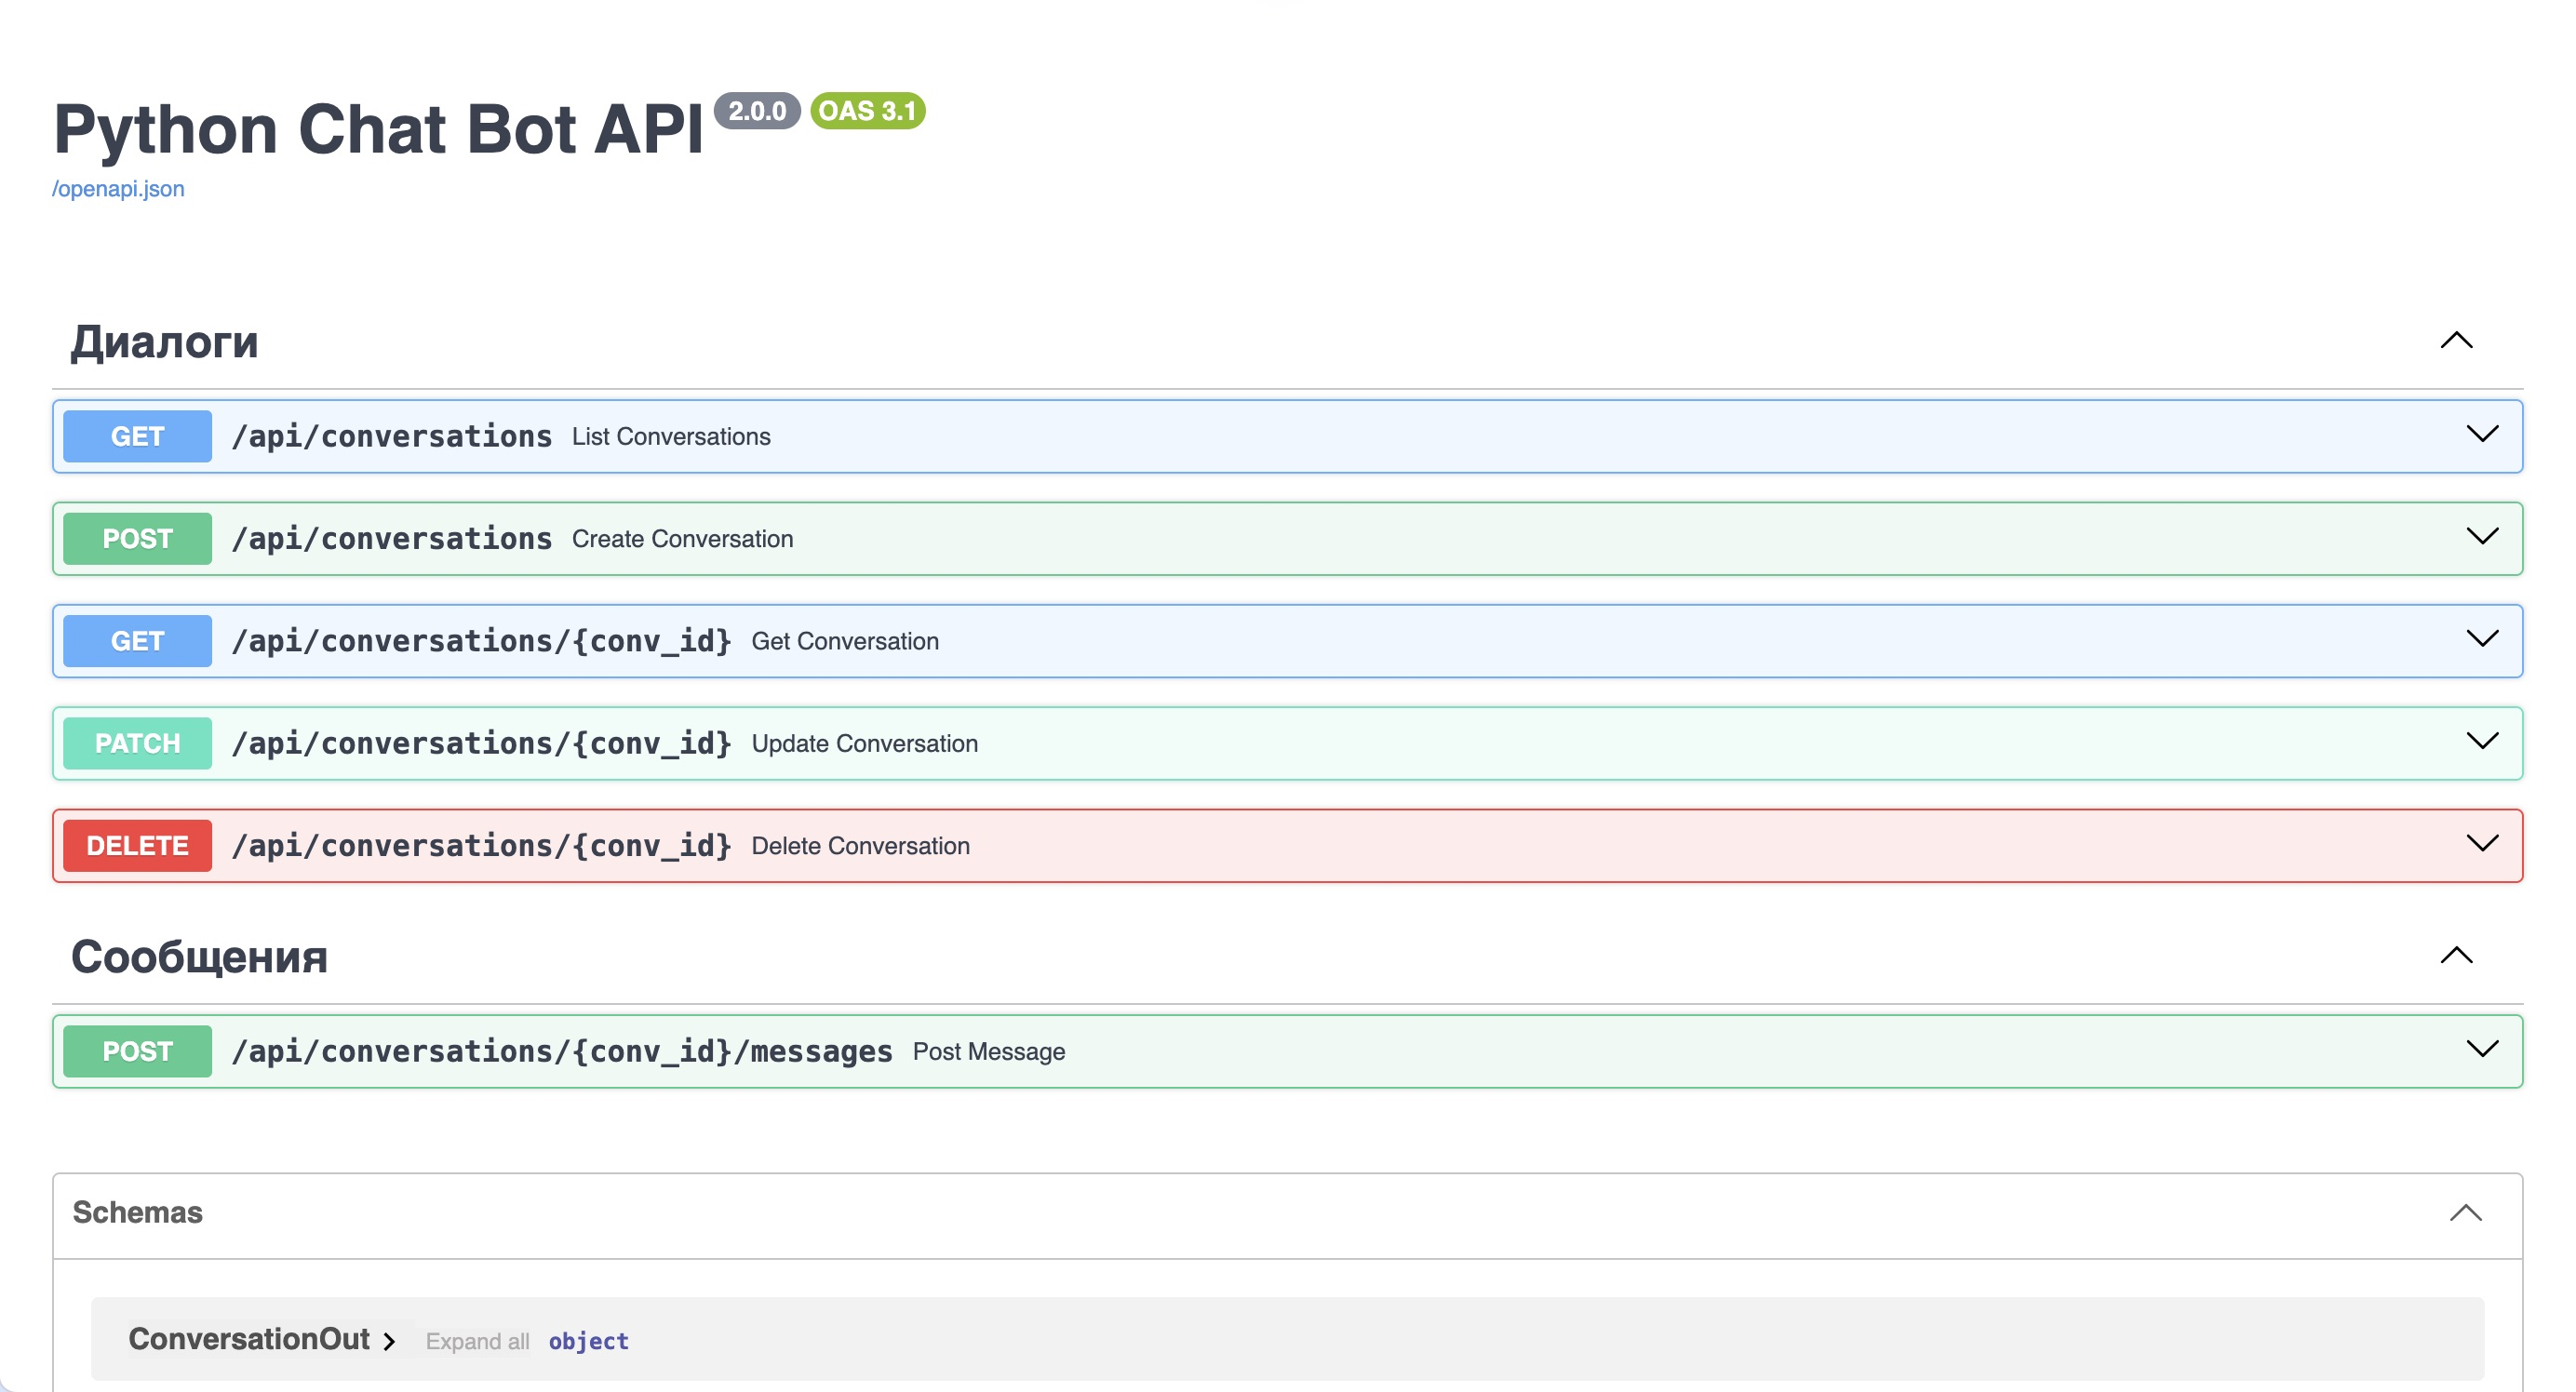 Python Chat Bot API 2.0.0 OAS 3.1
/openapi.json
Диалоги
GET /api/conversations List Conversations
POST /api/conversations Create Conversation
GET /api/conversations/{conv_id} Get Conversation
PATCH /api/conversations/{conv_id} Update Conversation
DELETE /api/conversations/{conv_id} Delete Conversation
Сообщения
POST /api/conversations/{conv_id}/messages Post Message
Schemas
ConversationOut Expand all object